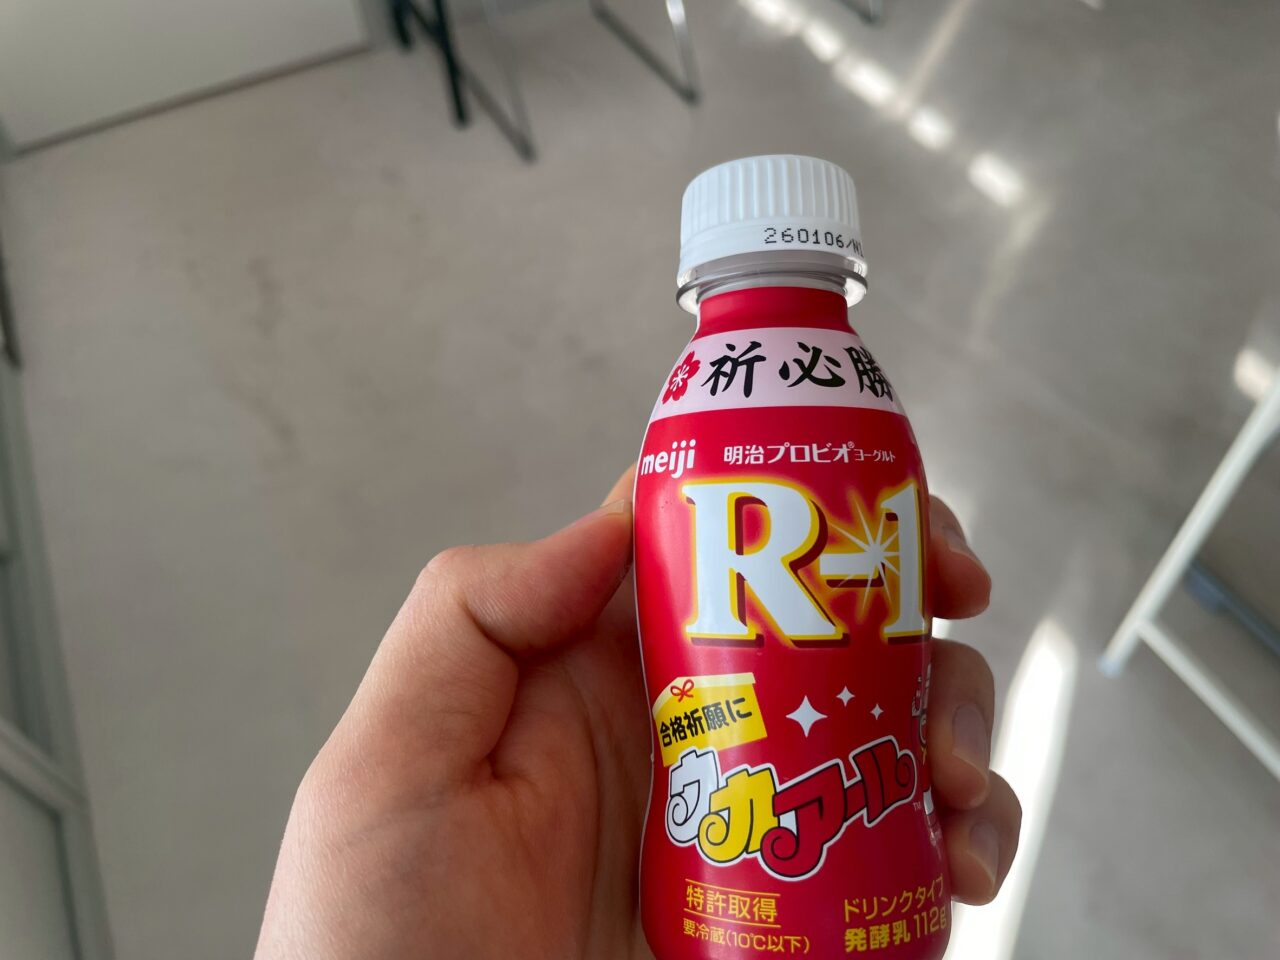 260106/N1
祈必勝
meiji
明治プロビオ®ヨーグルト
R-1
合格祈願に
ウカアール
TM
特許取得
要冷蔵(10℃以下)
ドリンクタイプ
発酵乳 112g